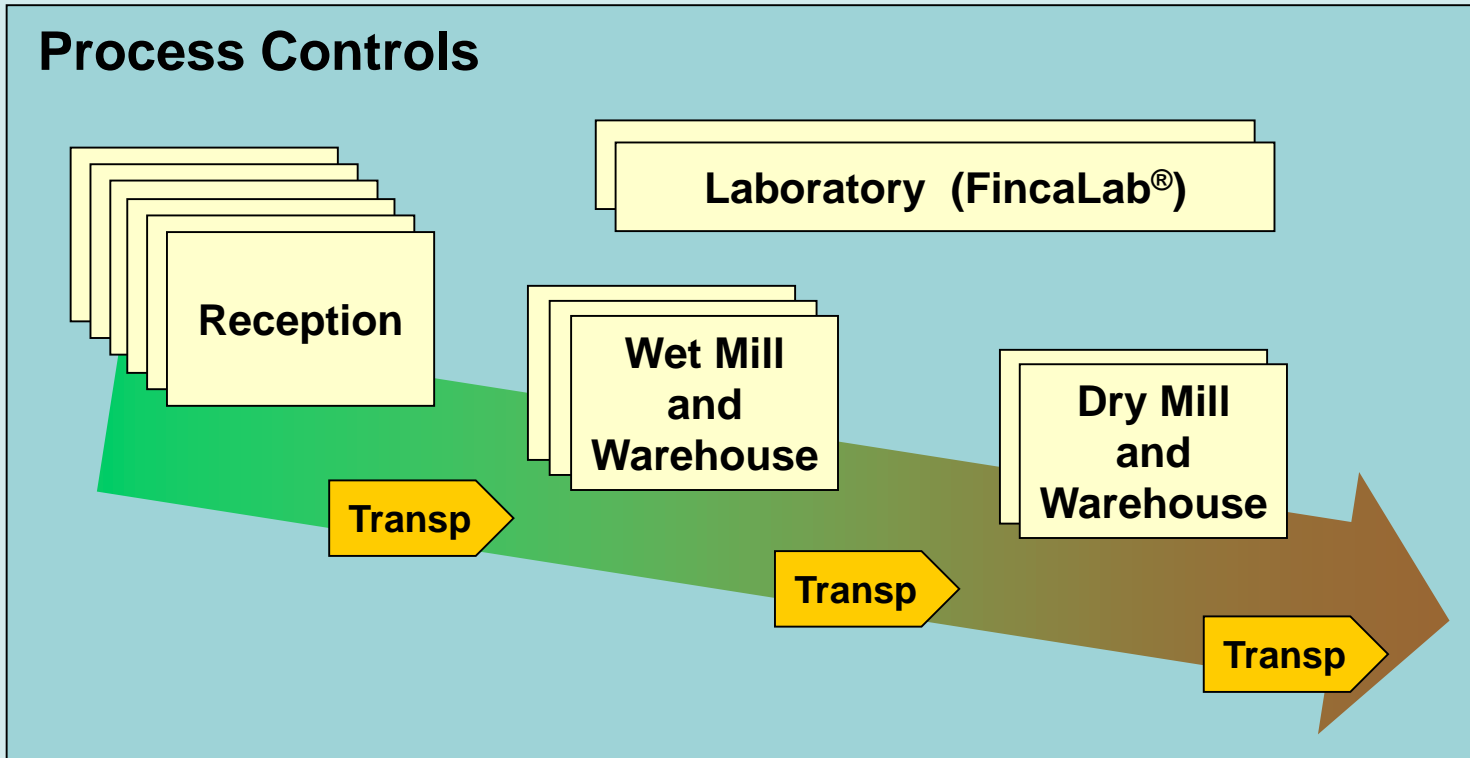 Process Controls
Laboratory (FincaLab®)
Reception
Wet Mill
and
Warehouse
Dry Mill
and
Warehouse
Transp
Transp
Transp